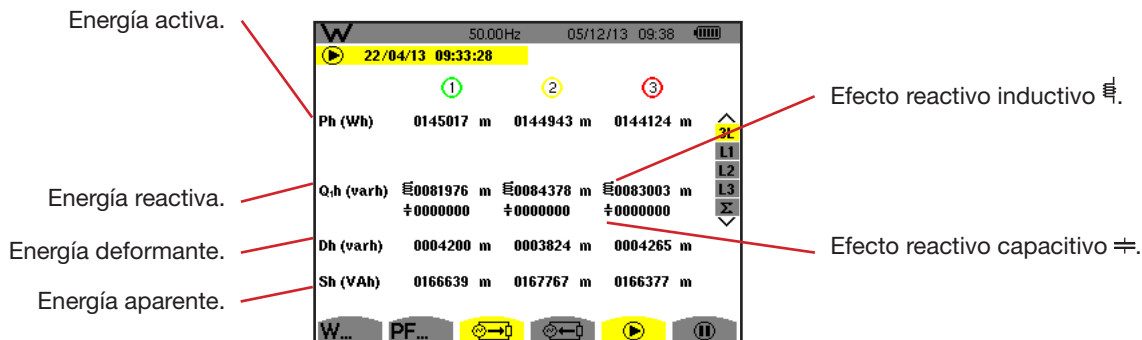 Energía activa.
50.00Hz 05/12/13 09:38
22/04/13 09:33:28
1 2 3
Ph (Wh) 0145017 m 0144943 m 0144124 m
3L
L1
L2
L3
Σ
Efecto reactivo inductivo.
Energía reactiva.
Q₁h (varh) 0081976 m 0084378 m 0083003 m
0000000 0000000 0000000
Efecto reactivo capacitivo.
Energía deformante.
Dh (varh) 0004200 m 0003824 m 0004265 m
Energía aparente.
Sh (VAh) 0166639 m 0167767 m 0166377 m
W... PF...